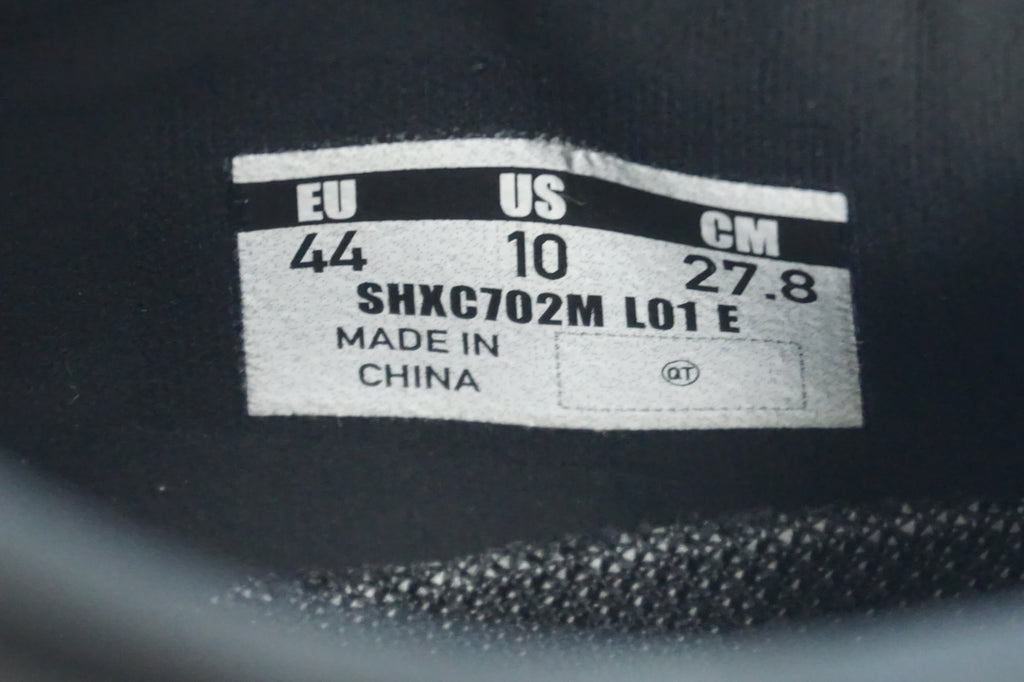 EU US CM
44 10 27.8
SHXC702M L01 E
MADE IN
CHINA
QT